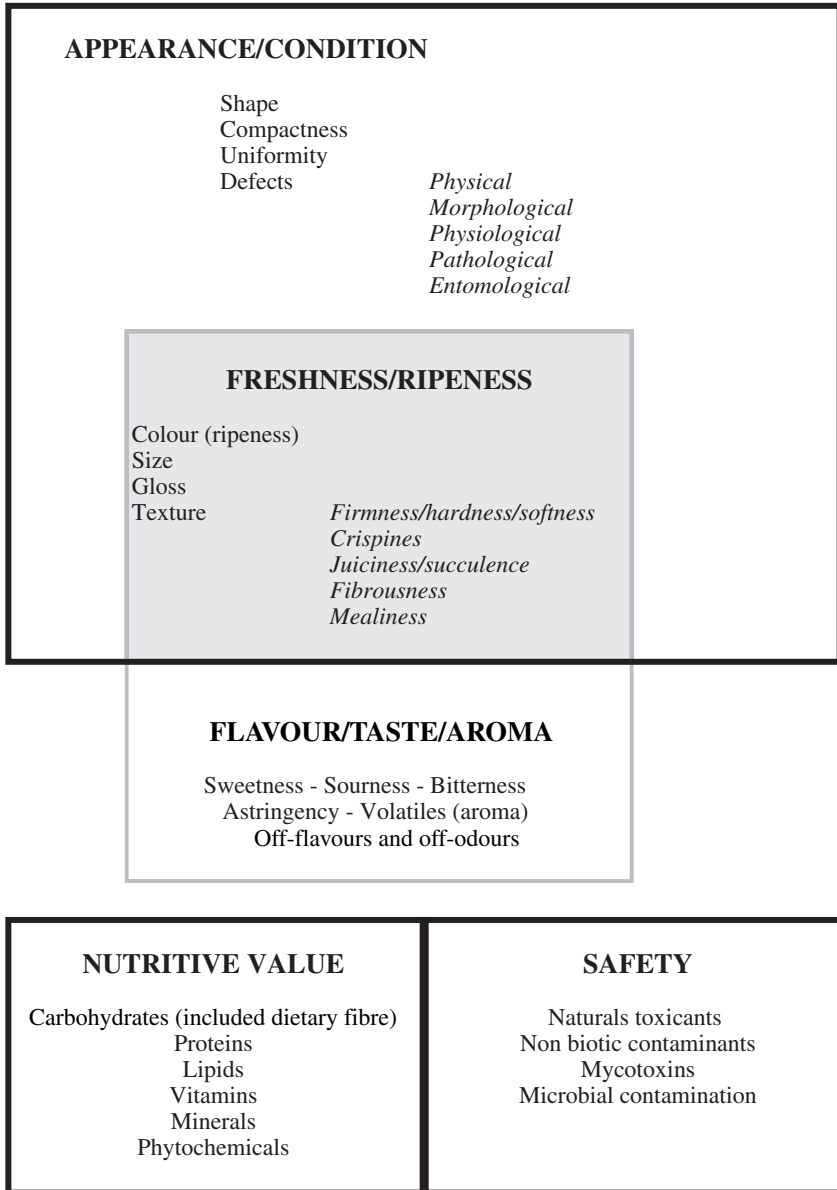 APPEARANCE/CONDITION
Shape
Compactness
Uniformity
Defects Physical
Morphological
Physiological
Pathological
Entomological
FRESHNESS/RIPENESS
Colour (ripeness)
Size
Gloss
Texture Firmness/hardness/softness
Crispines
Juiciness/succulence
Fibrousness
Mealiness
FLAVOUR/TASTE/AROMA
Sweetness - Sourness - Bitterness
Astringency - Volatiles (aroma)
Off-flavours and off-odours
NUTRITIVE VALUE
Carbohydrates (included dietary fibre)
Proteins
Lipids
Vitamins
Minerals
Phytochemicals
SAFETY
Naturals toxicants
Non biotic contaminants
Mycotoxins
Microbial contamination